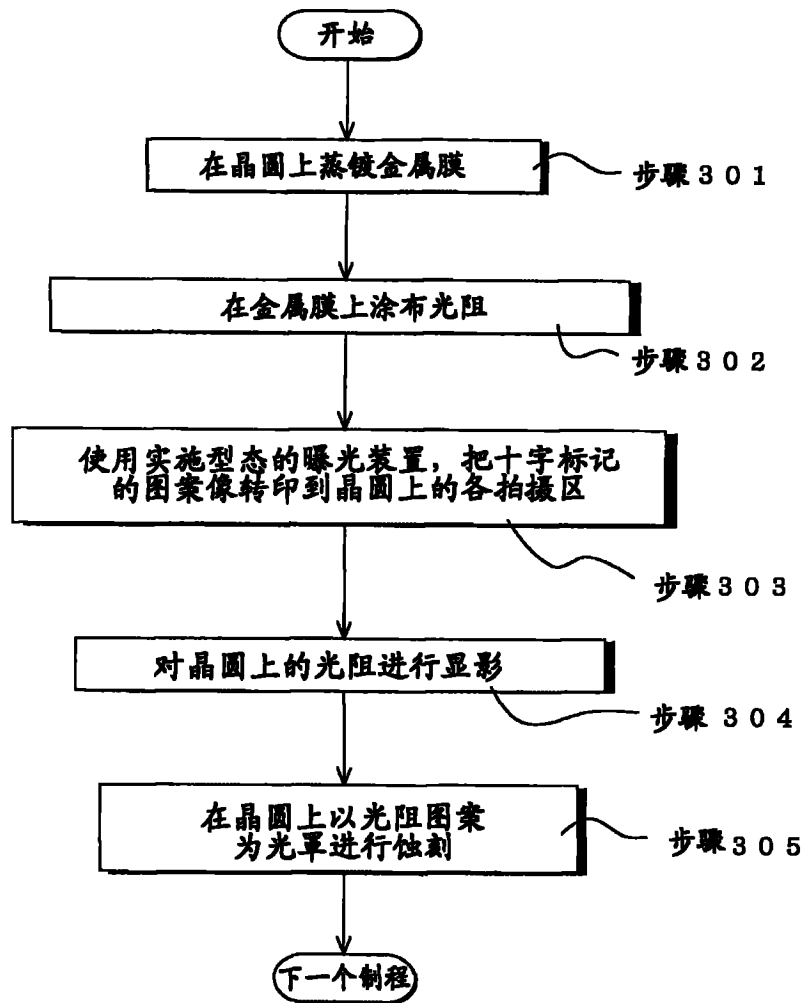 开始
在晶圆上蒸镀金属膜
步骤301
在金属膜上涂布光阻
步骤302
使用实施型态的曝光装置，把十字标记
的图案像转印到晶圆上的各拍摄区
步骤303
对晶圆上的光阻进行显影
步骤304
在晶圆上以光阻图案
为光罩进行蚀刻
步骤305
下一个制程